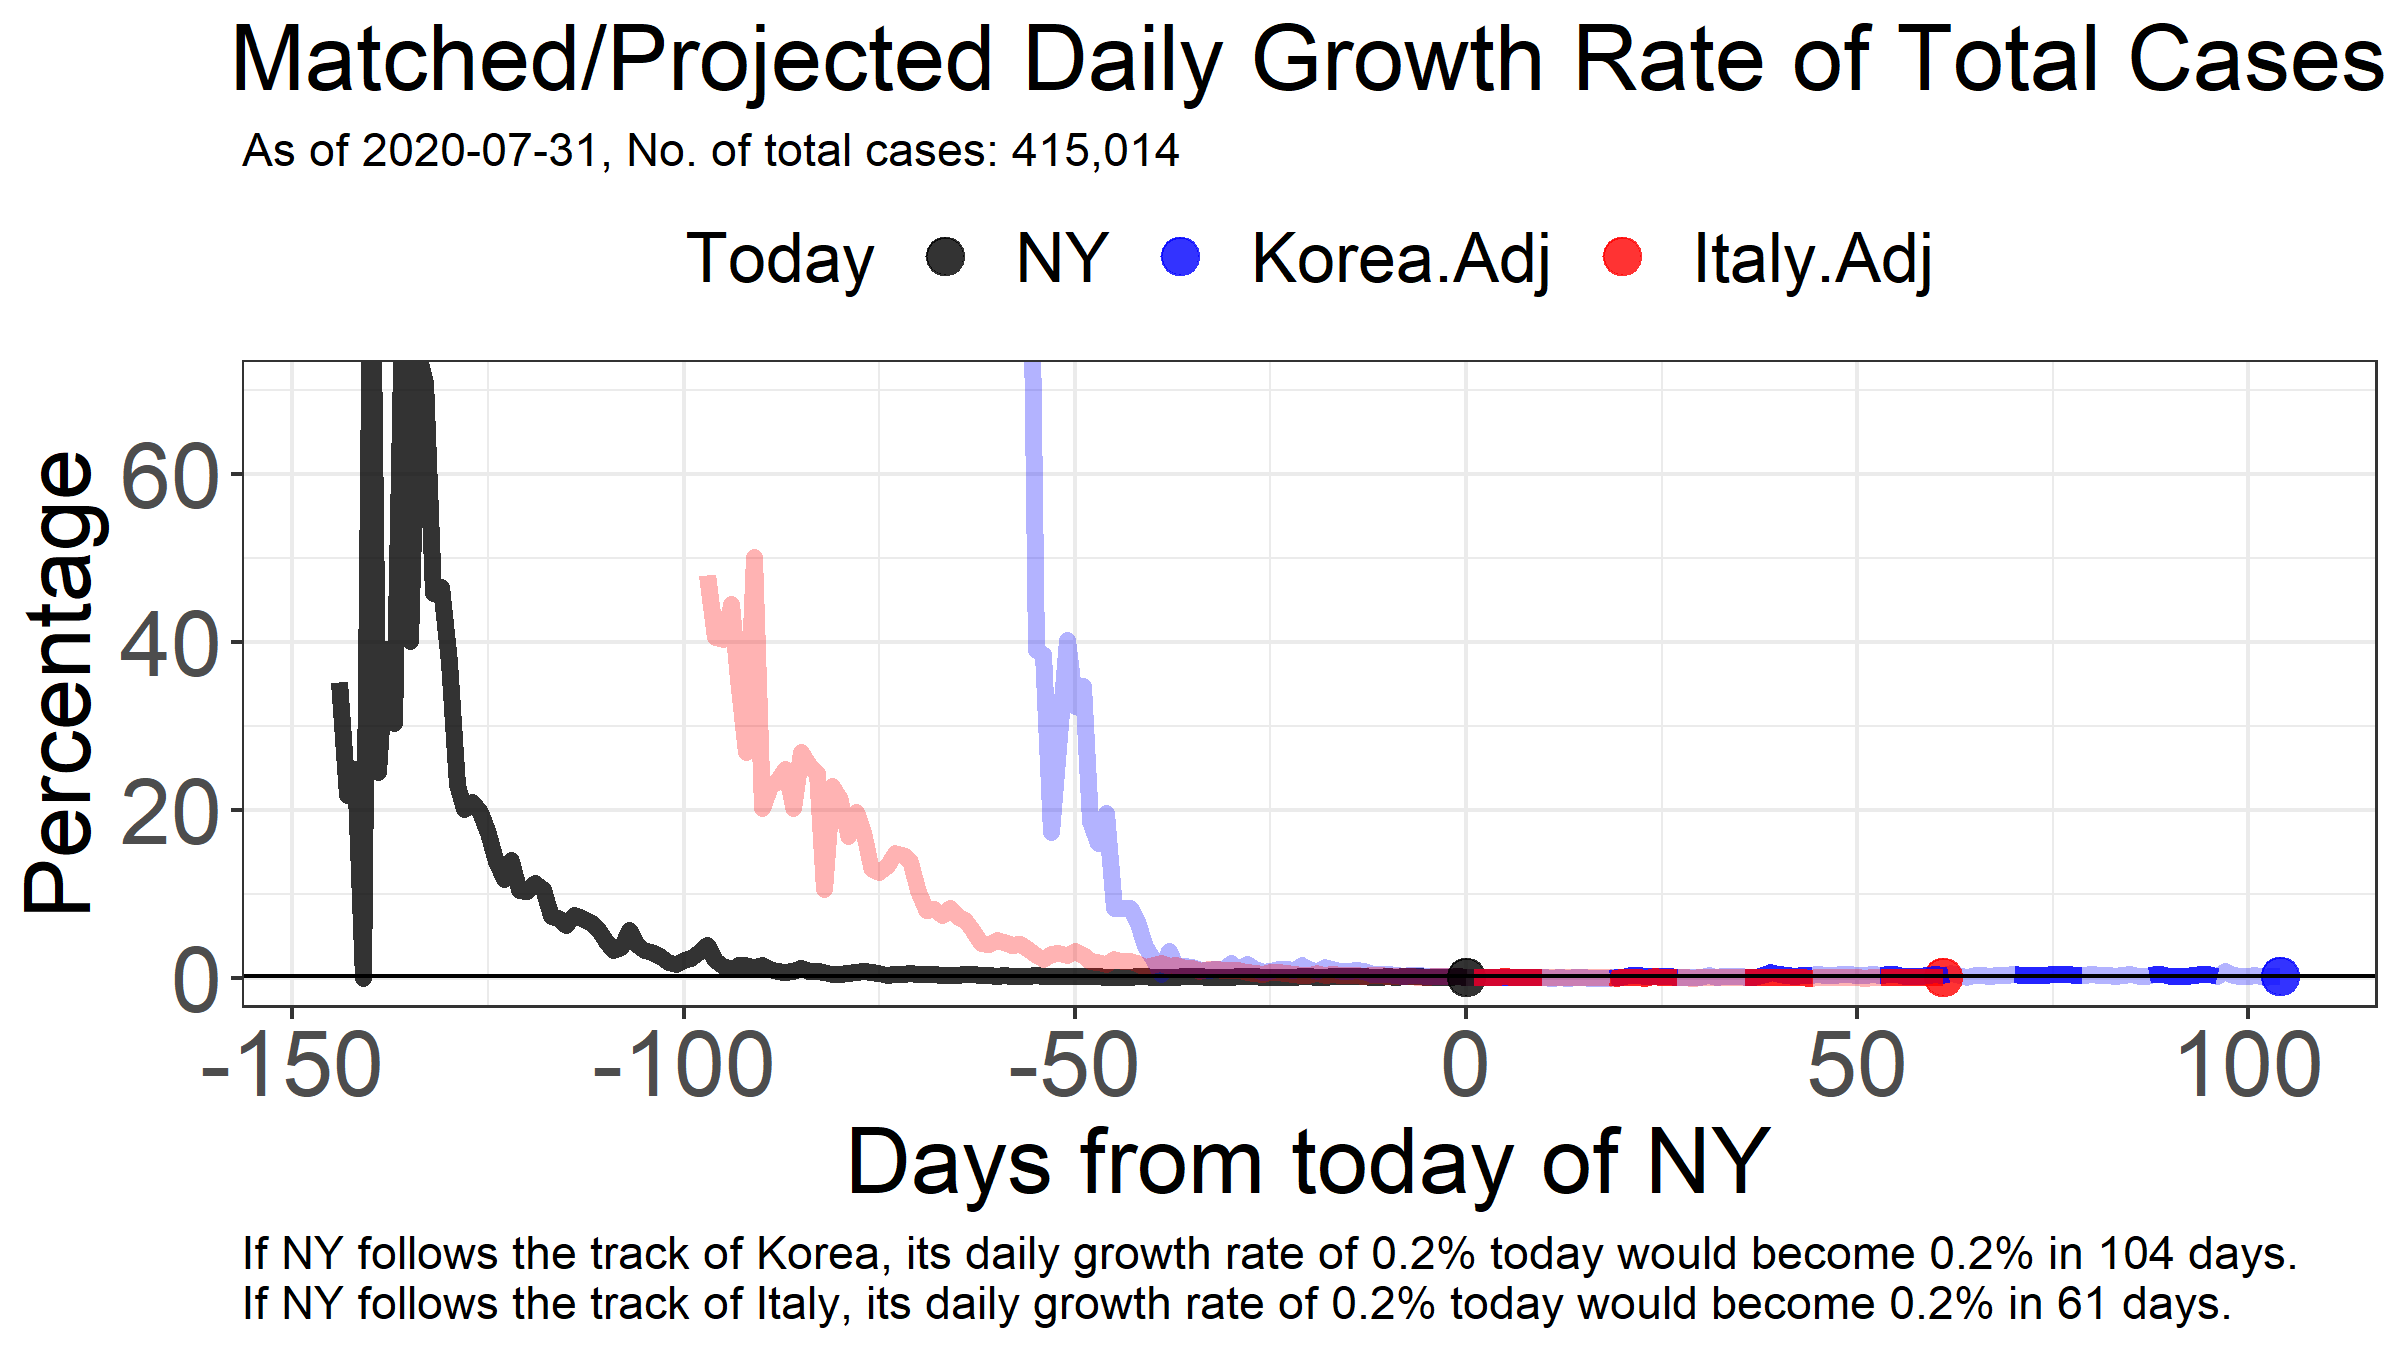 Matched/Projected Daily Growth Rate of Total Cases
As of 2020-07-31, No. of total cases: 415,014
Today NY Korea.Adj Italy.Adj
Percentage
60
40
20
0
-150 -100 -50 0 50 100
Days from today of NY
If NY follows the track of Korea, its daily growth rate of 0.2% today would become 0.2% in 104 days.
If NY follows the track of Italy, its daily growth rate of 0.2% today would become 0.2% in 61 days.